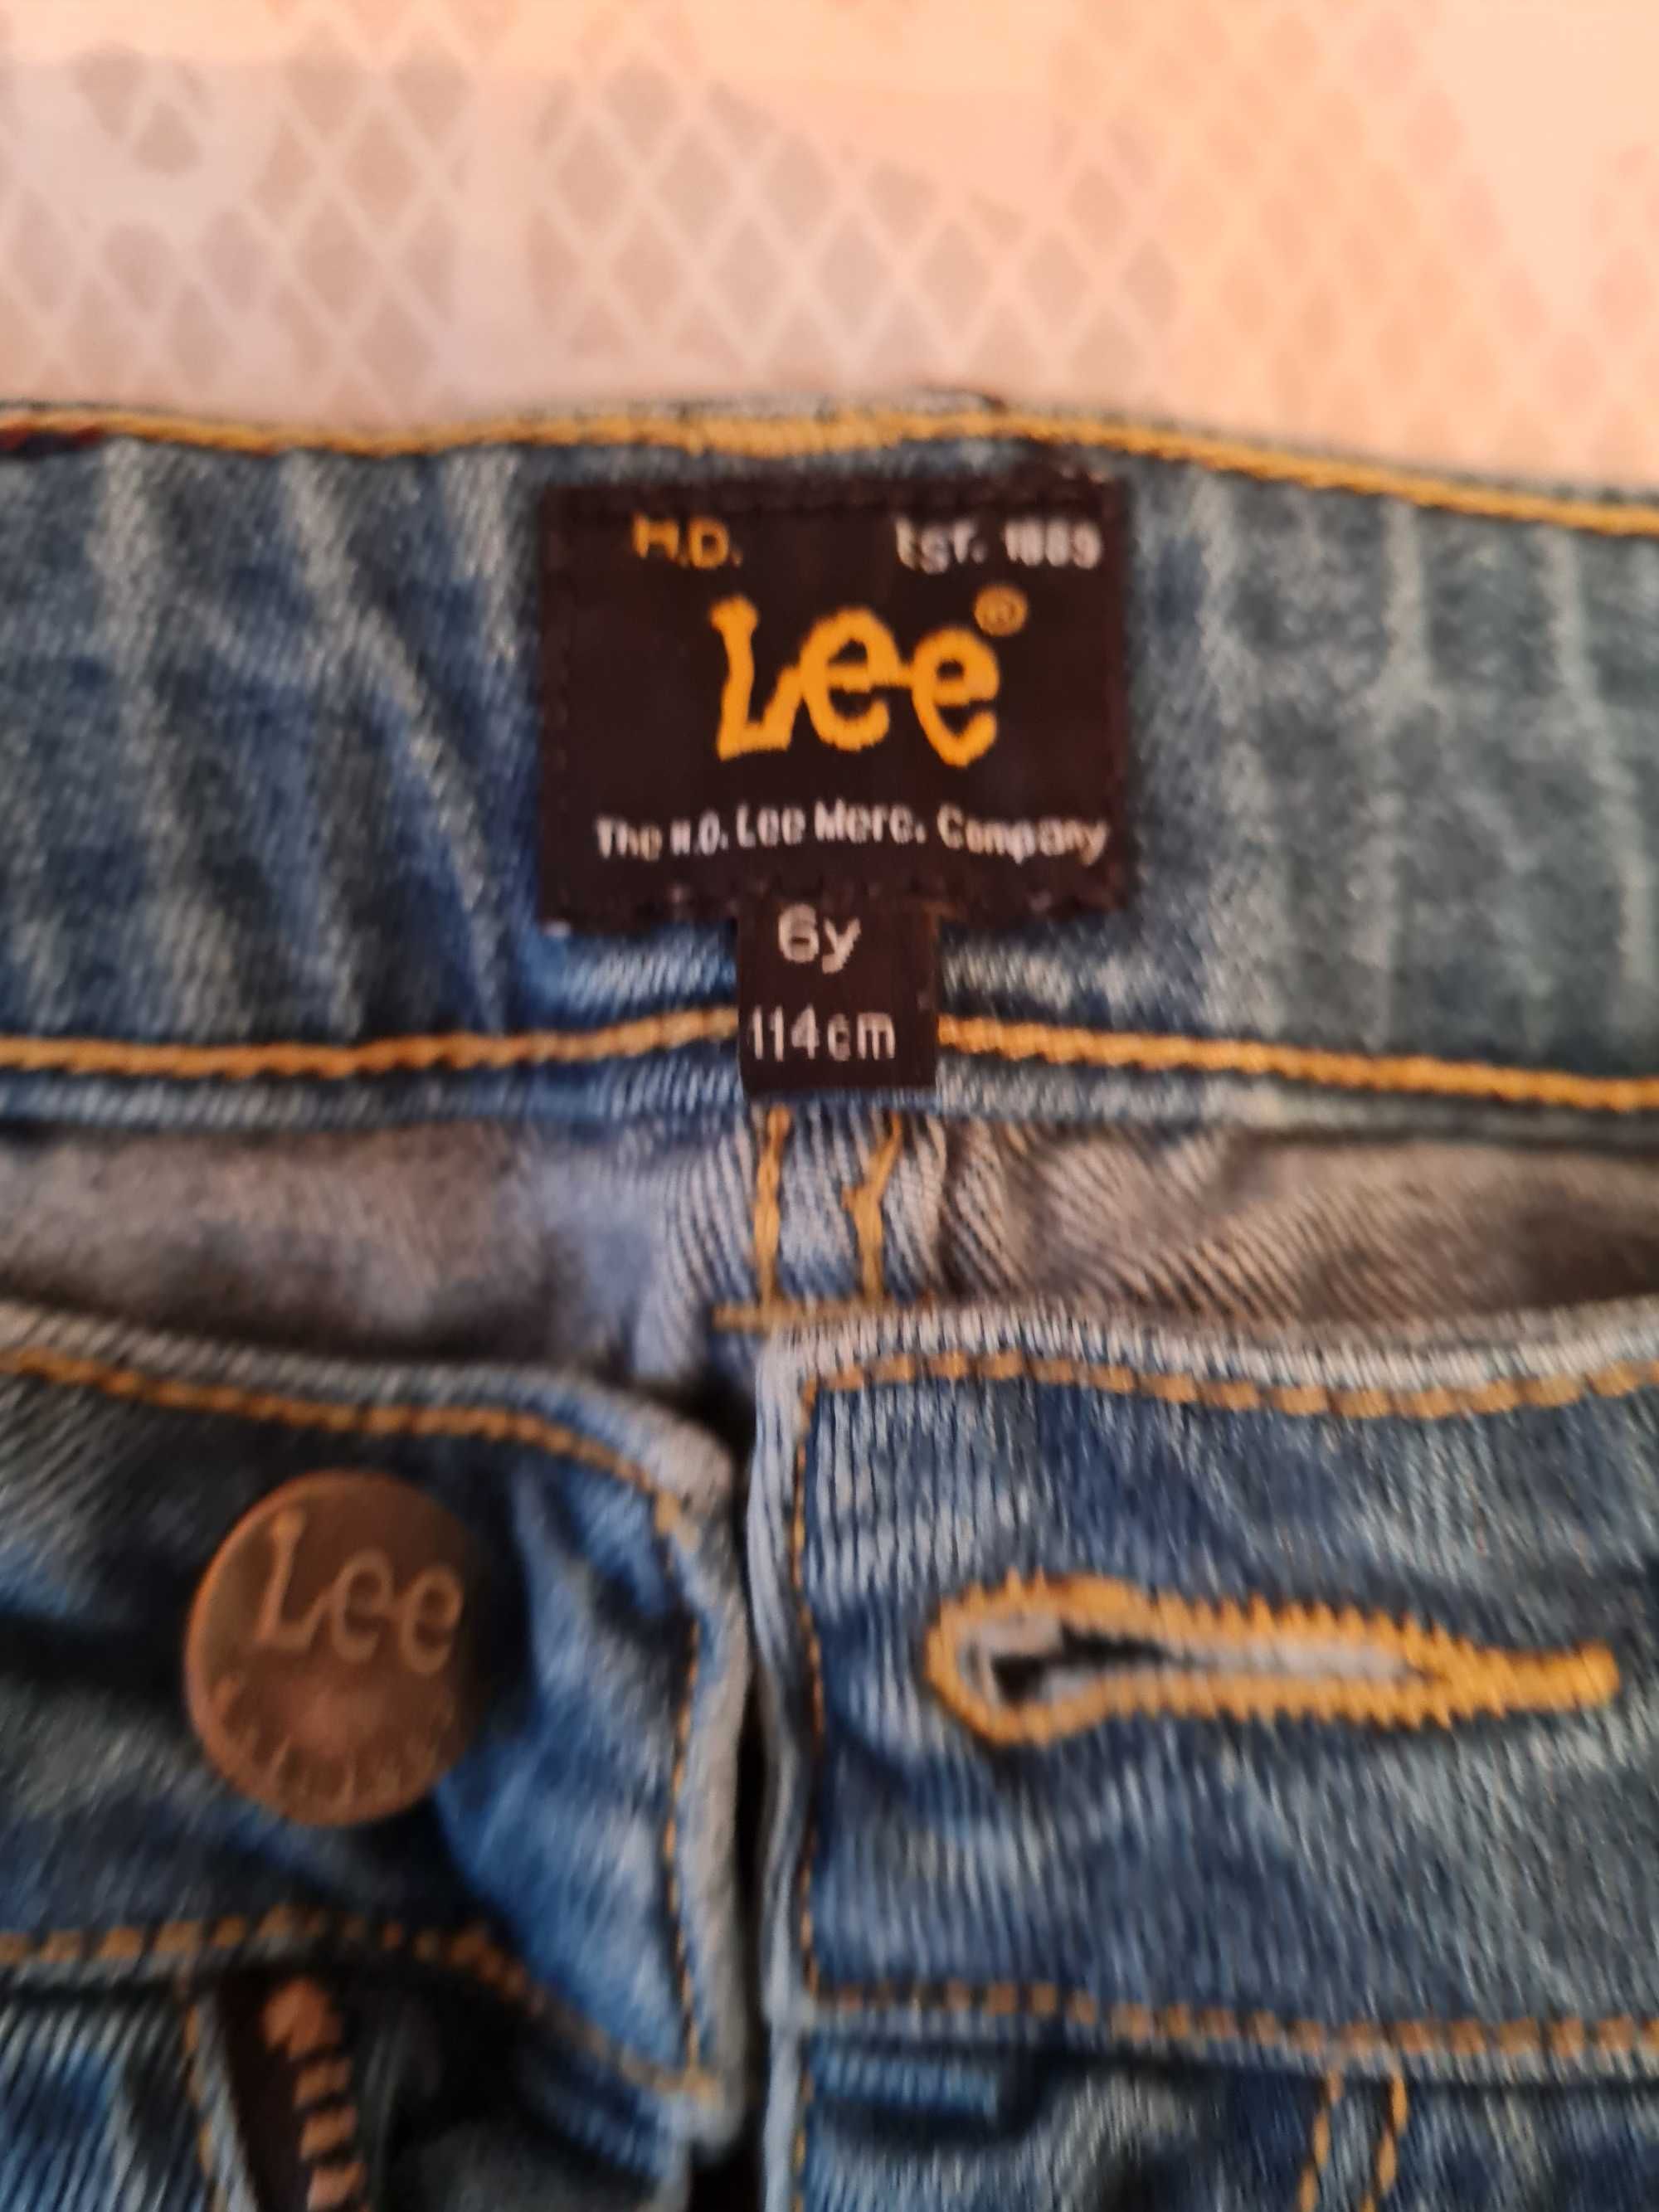 H.D. EST. 1889
Lee®
The H.D. Lee Merc. Company
6y
114cm
Lee